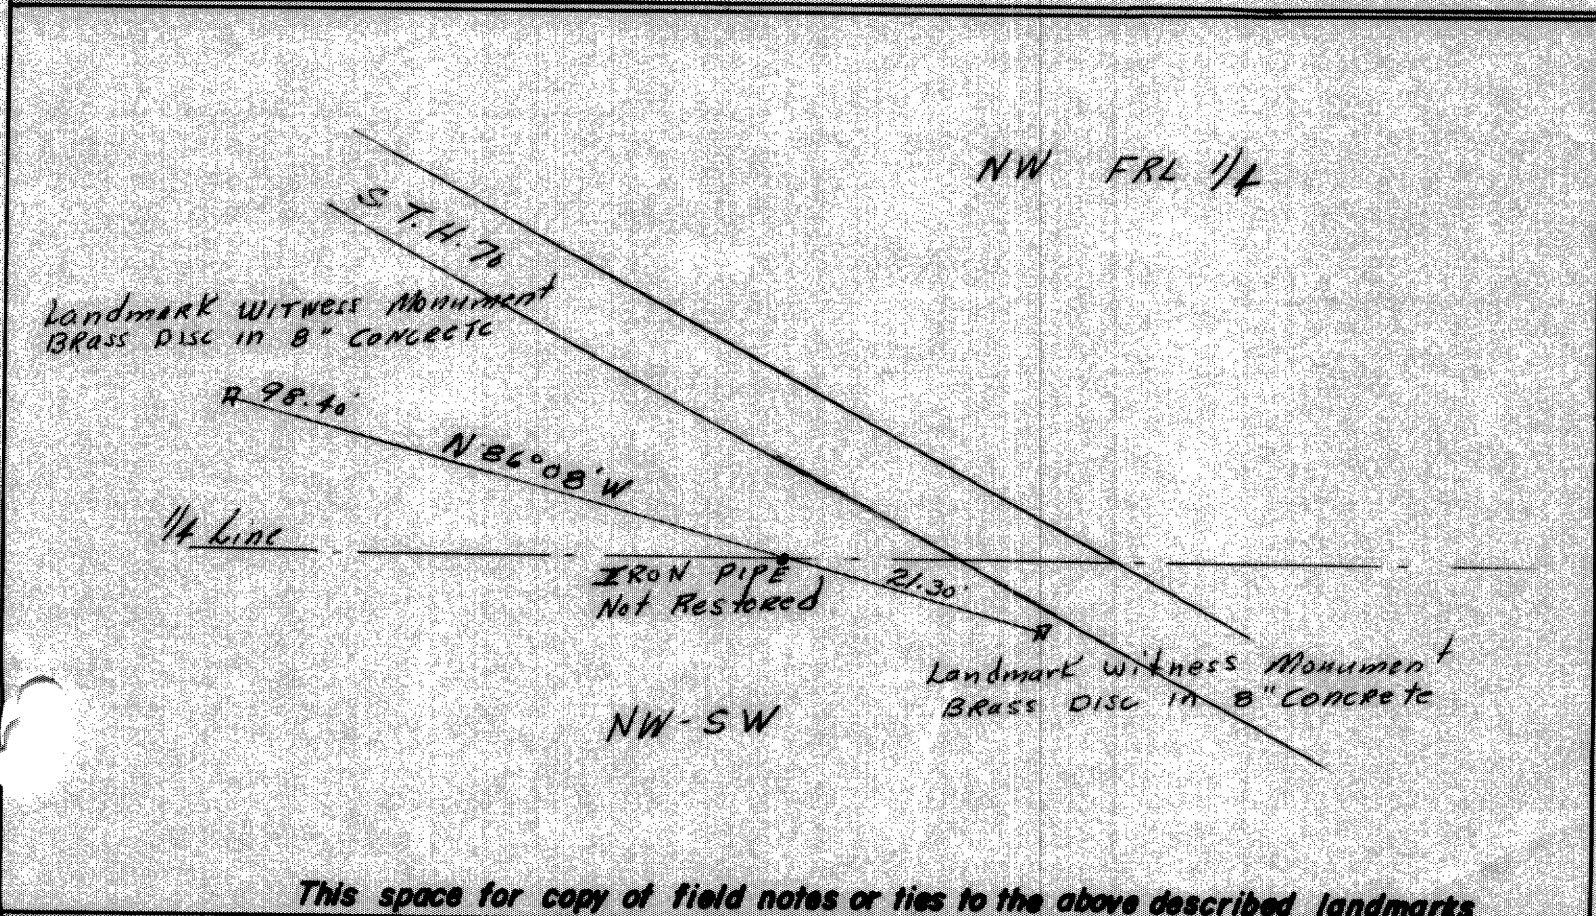 NW FRL 1/4
S T.H. 70
Landmark Witness Monument
Brass Disc in 8" Concrete
98.40'
N 86°08' W
1/4 Line
Iron Pipe
Not Restored
21.30'
Landmark Witness Monument
Brass Disc in 8" Concrete
NW-SW
This space for copy of field notes or ties to the above described landmarks